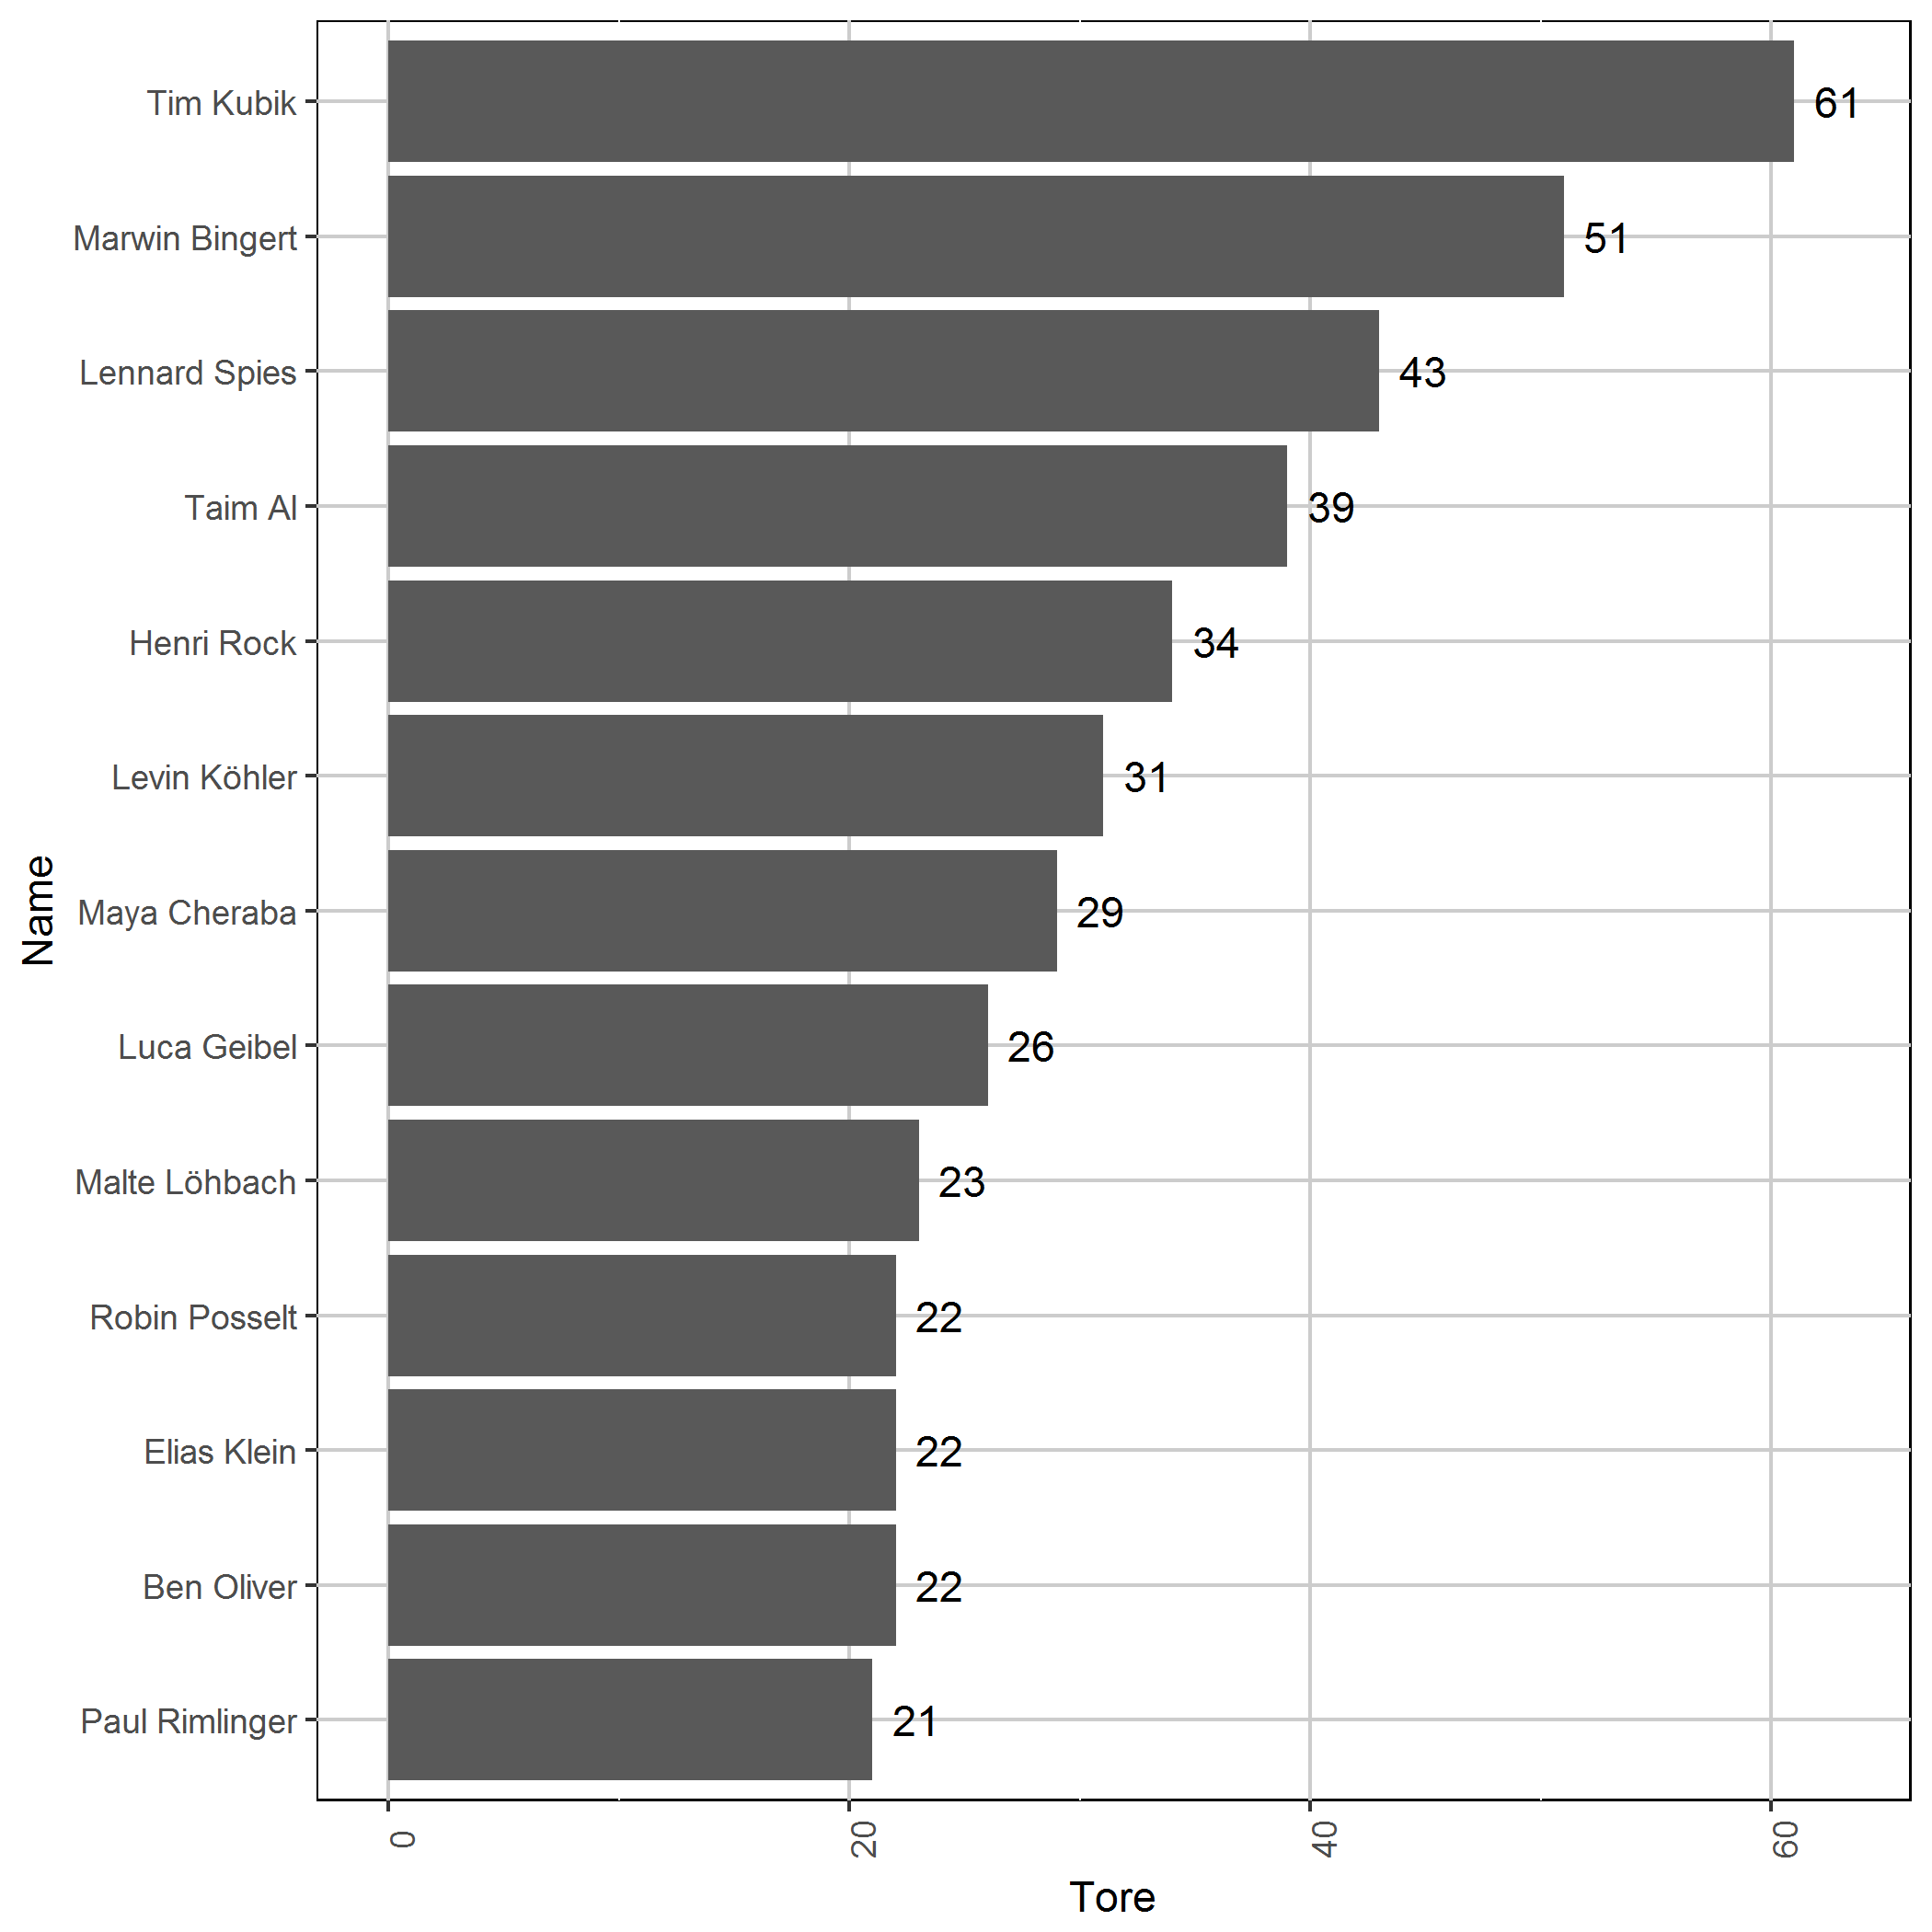 Tim Kubik 61
Marwin Bingert 51
Lennard Spies 43
Taim Al 39
Henri Rock 34
Levin Köhler 31
Maya Cheraba 29
Luca Geibel 26
Malte Löhbach 23
Robin Posselt 22
Elias Klein 22
Ben Oliver 22
Paul Rimlinger 21
Name
0 20 40 60
Tore